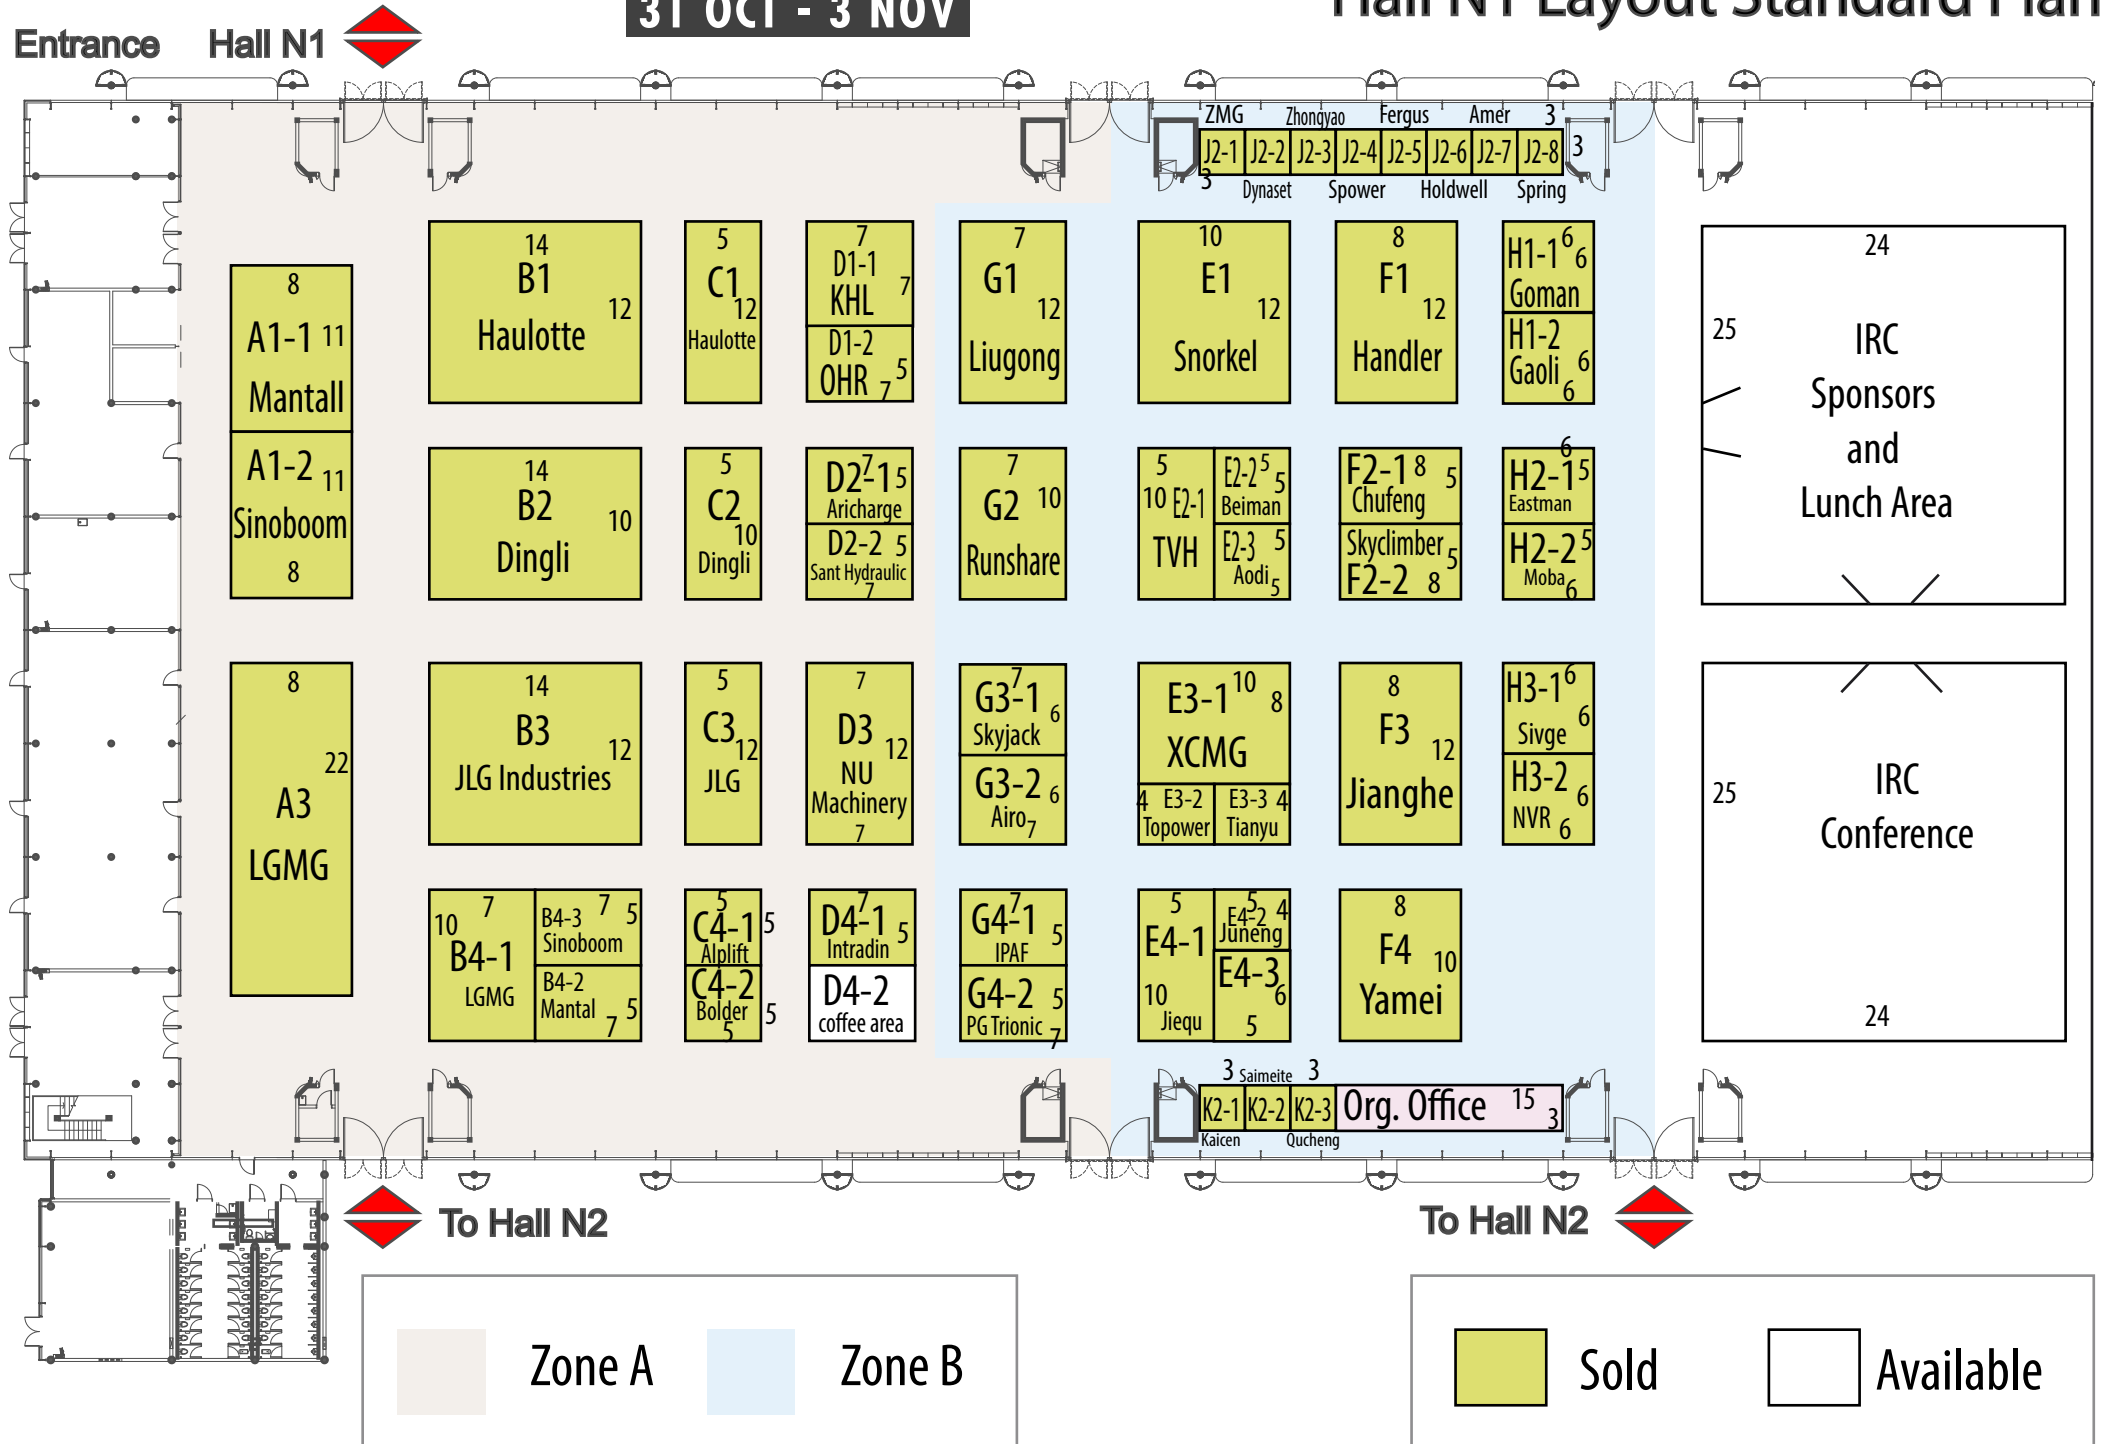 31 OCT - 3 NOV
Hall N1 Layout Standard Plan
Entrance Hall N1
ZMG Zhongyao Fergus Amer 3
J2-1 J2-2 J2-3 J2-4 J2-5 J2-6 J2-7 J2-8 3
3 Dynaset Spower Holdwell Spring
8
A1-1 11
Mantall
A1-2 11
Sinoboom
8
8
22
A3
LGMG
14
B1
12
Haulotte
14
B2
10
Dingli
14
B3
12
JLG Industries
7
10
B4-1
LGMG
B4-3 7 5
Sinoboom
B4-2
Mantal 5
7
5
C1
12
Haulotte
5
C2
10
Dingli
5
C3
12
JLG
5
C4-1 5
Alplift
C4-2
Bolder 5
5
7
D1-1
7
KHL
D1-2
5
OHR 7
7
D2-1 5
Aricharge
D2-2 5
Sant Hydraulic
7
7
D3
12
NU
Machinery
7
7
D4-1 5
Intradin
D4-2
coffee area
7
G1
12
Liugong
7
G2 10
Runshare
7
G3-1
6
Skyjack
G3-2 6
Airo 7
7
G4-1
5
IPAF
G4-2 5
PG Trionic 7
10
E1
12
Snorkel
5
10 E2-1
TVH
E2-2 5
5
Beiman
E2-3 5
Aodi 5
E3-1 10
8
XCMG
4 E3-2
Topower
E3-3 4
Tianyu
5
E4-1
10
Jiequ
5
E4-2 4
Juneng
E4-3
6
5
8
F1
12
Handler
F2-1 8 5
Chufeng
Skyclimber 5
F2-2 8
8
F3
12
Jianghe
8
F4
10
Yamei
H1-1 6
6
Goman
H1-2
Gaoli 6
6
6
H2-1 5
Eastman
H2-2 5
Moba 6
H3-1 6
6
Sivge
H3-2
6
NVR 6
24
25
IRC
Sponsors
and
Lunch Area
25
IRC
Conference
24
3 Saimeite 3
K2-1 K2-2 K2-3 Org. Office 15
3
Kaicen Qucheng
To Hall N2
To Hall N2
Zone A Zone B
Sold Available